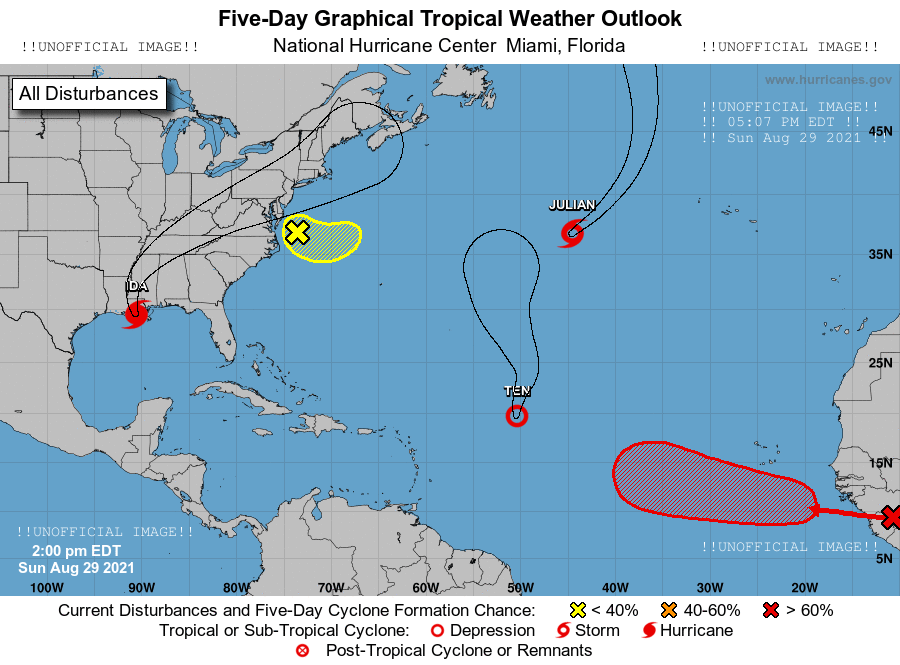 Five-Day Graphical Tropical Weather Outlook
!!UNOFFICIAL IMAGE!! National Hurricane Center Miami, Florida !!UNOFFICIAL IMAGE!!
All Disturbances
www.hurricanes.gov
!!UNOFFICIAL IMAGE!!
!! 05:07 PM EDT !!
!! Sun Aug 29 2021 !!
45N
JULIAN
35N
IDA
25N
TEN
15N
!!UNOFFICIAL IMAGE!!
2:00 pm EDT
Sun Aug 29 2021
!!UNOFFICIAL IMAGE!!
5N
100W 90W 80W 70W 60W 50W 40W 30W 20W
Current Disturbances and Five-Day Cyclone Formation Chance: < 40% 40-60% > 60%
Tropical or Sub-Tropical Cyclone: Depression Storm Hurricane
Post-Tropical Cyclone or Remnants